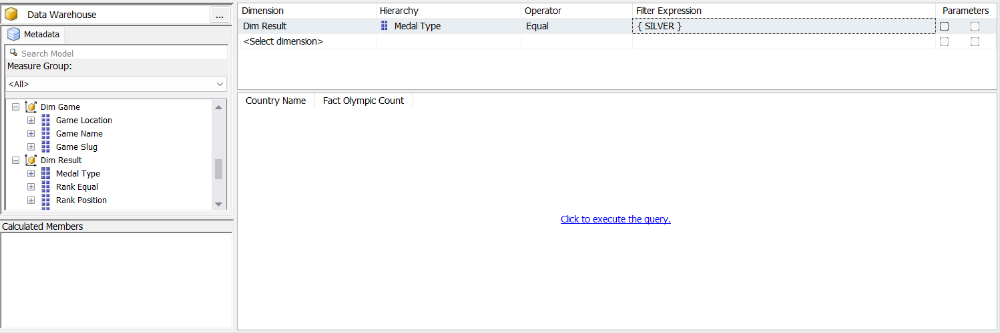 Data Warehouse
...
Metadata
Search Model
Measure Group:
<All>
Dim Game
Game Location
Game Name
Game Slug
Dim Result
Medal Type
Rank Equal
Rank Position
Calculated Members
Dimension Hierarchy Operator Filter Expression Parameters
Dim Result Medal Type Equal { SILVER }
<Select dimension>
Country Name Fact Olympic Count
Click to execute the query.